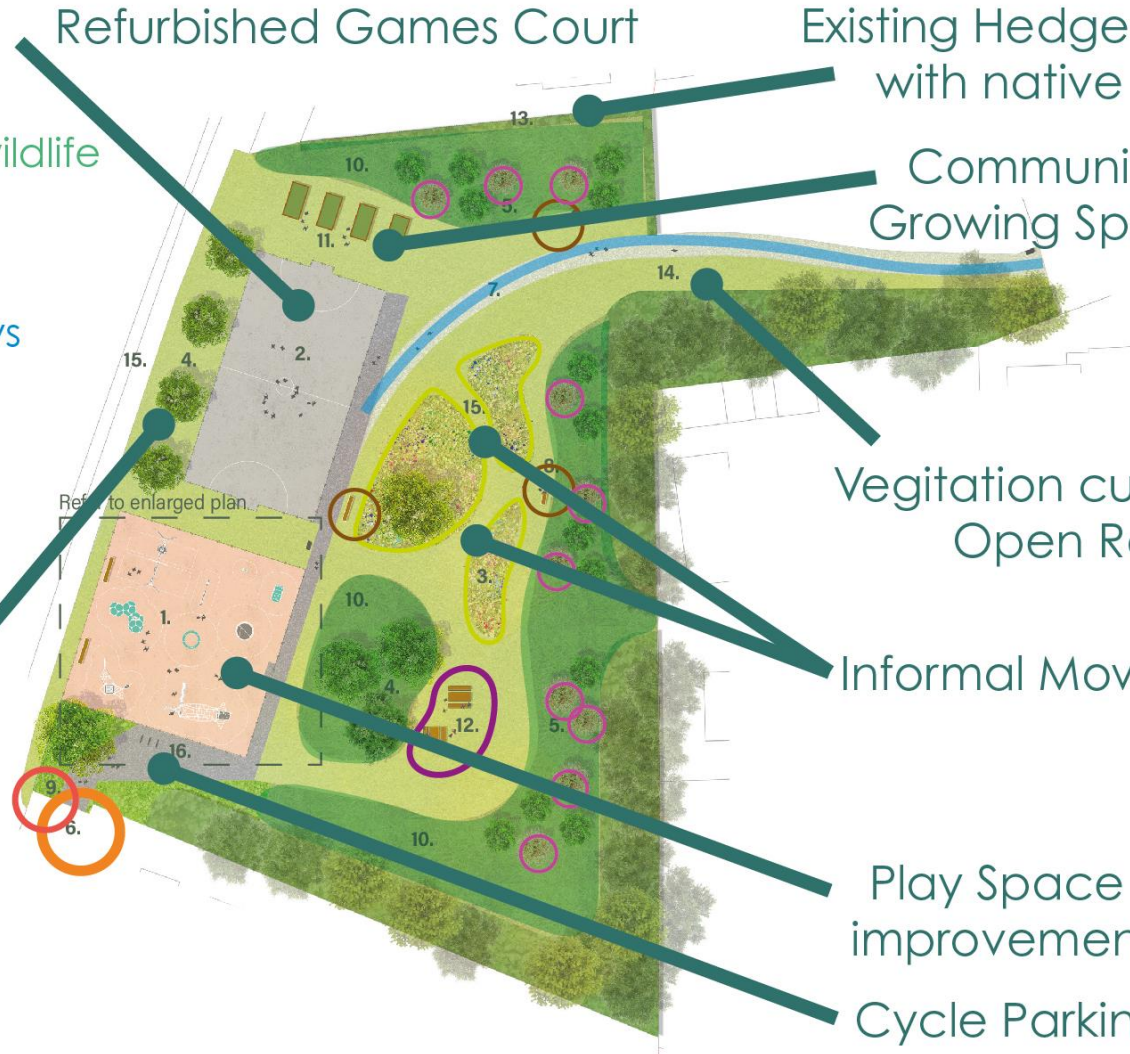 Refurbished Games Court
Existing Hedge
with native
Communi
Growing Sp
Vegitation cu
Open R
Informal Mov
Play Space
improvemen
Cycle Parkin
ildlife
Refer to enlarged plan
13.
10.
5.
11.
14.
7.
2.
15.
4.
15.
8.
3.
10.
1.
4.
12.
5.
16.
9.
6.
10.